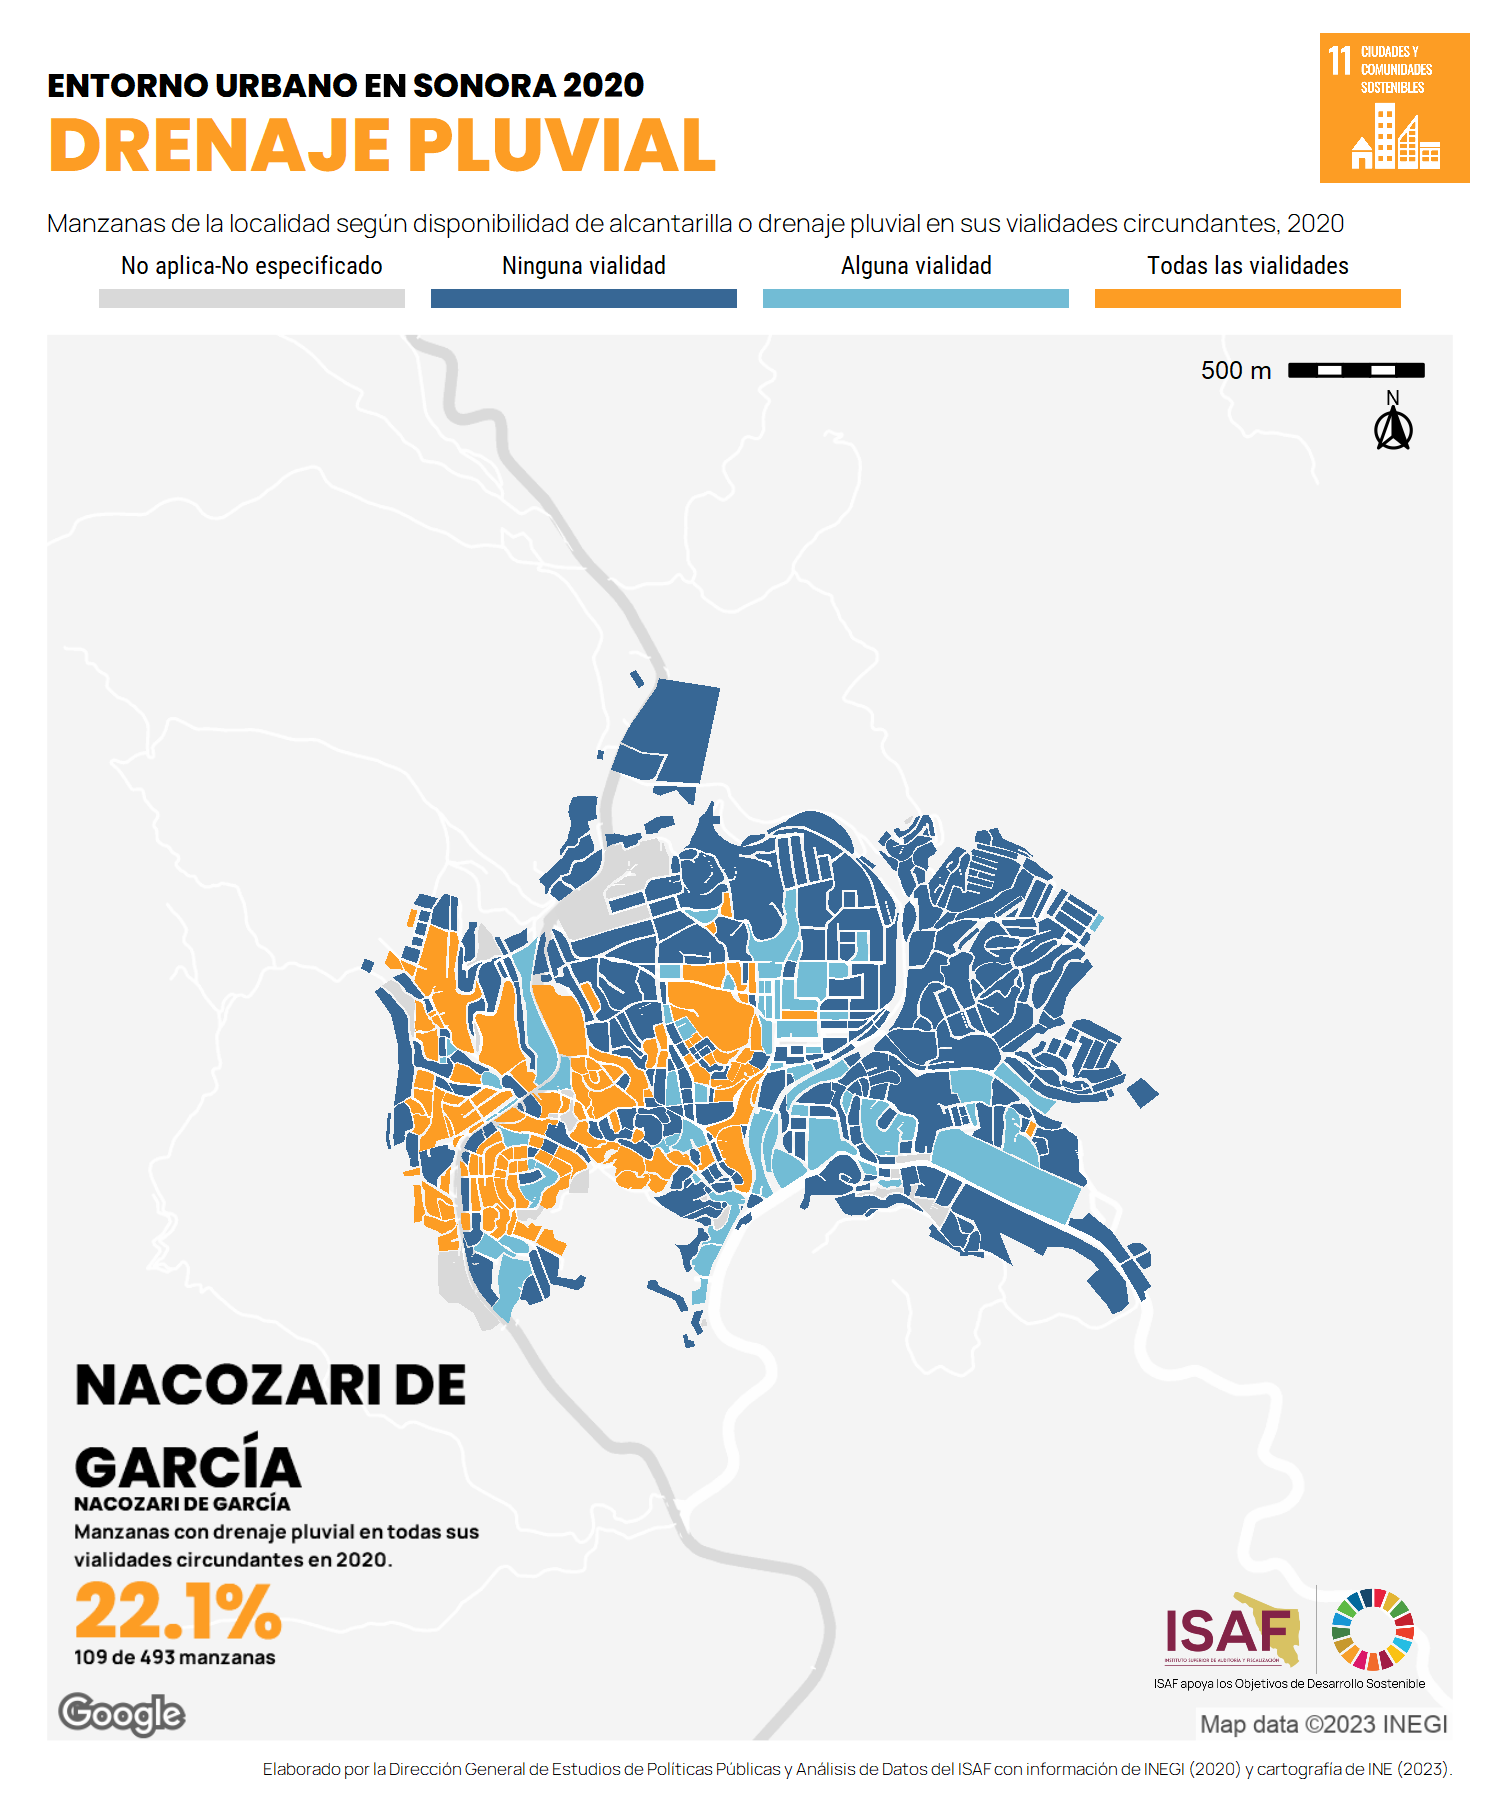 ENTORNO URBANO EN SONORA 2020
DRENAJE PLUVIAL
11 CIUDADES Y
COMUNIDADES
SOSTENIBLES
Manzanas de la localidad según disponibilidad de alcantarilla o drenaje pluvial en sus vialidades circundantes, 2020
No aplica-No especificado
Ninguna vialidad
Alguna vialidad
Todas las vialidades
500 m
N
NACOZARI DE
GARCÍA
NACOZARI DE GARCÍA
Manzanas con drenaje pluvial en todas sus
vialidades circundantes en 2020.
22.1%
109 de 493 manzanas
ISAF
INSTITUTO SUPERIOR DE AUDITORÍA Y FISCALIZACIÓN
ISAF apoya los Objetivos de Desarrollo Sostenible
Google
Map data ©2023 INEGI
Elaborado por la Dirección General de Estudios de Políticas Públicas y Análisis de Datos del ISAF con información de INEGI (2020) y cartografía de INE (2023).